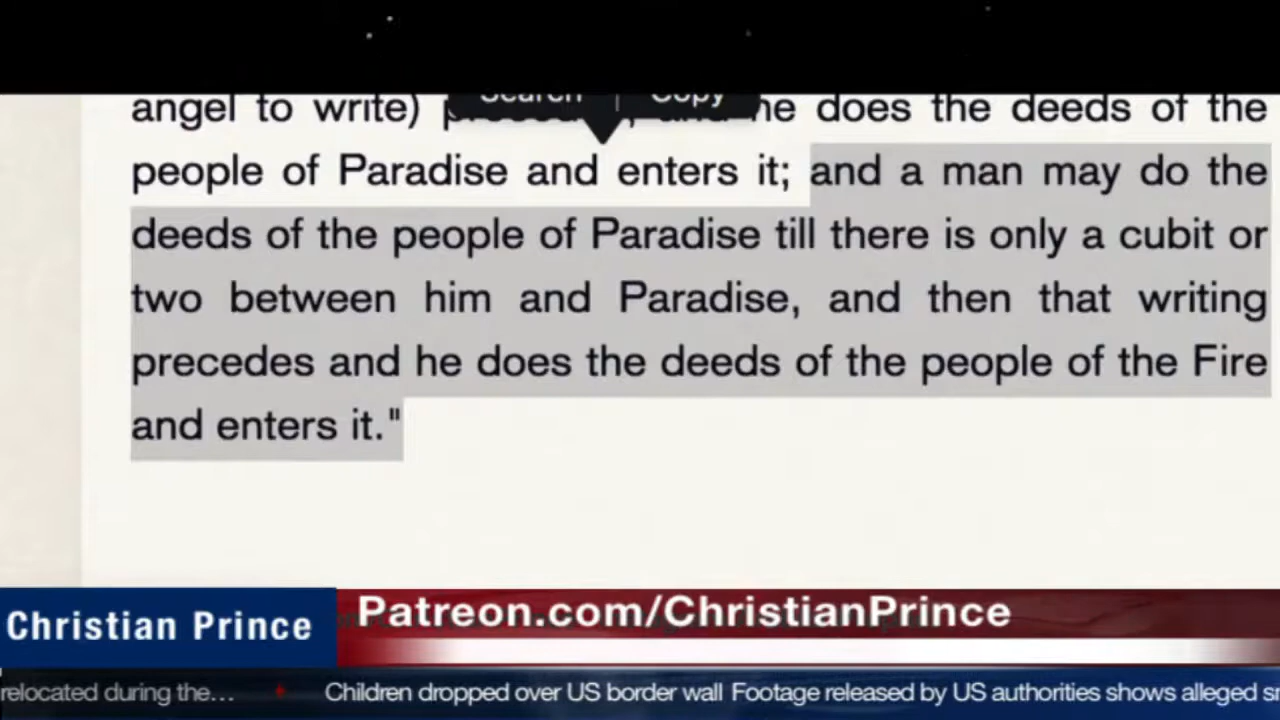 angel to write) and he does the deeds of the
Search | Copy
people of Paradise and enters it; and a man may do the
deeds of the people of Paradise till there is only a cubit or
two between him and Paradise, and then that writing
precedes and he does the deeds of the people of the Fire
and enters it."
Christian Prince
Patreon.com/ChristianPrince
relocated during the... Children dropped over US border wall Footage released by US authorities shows alleged